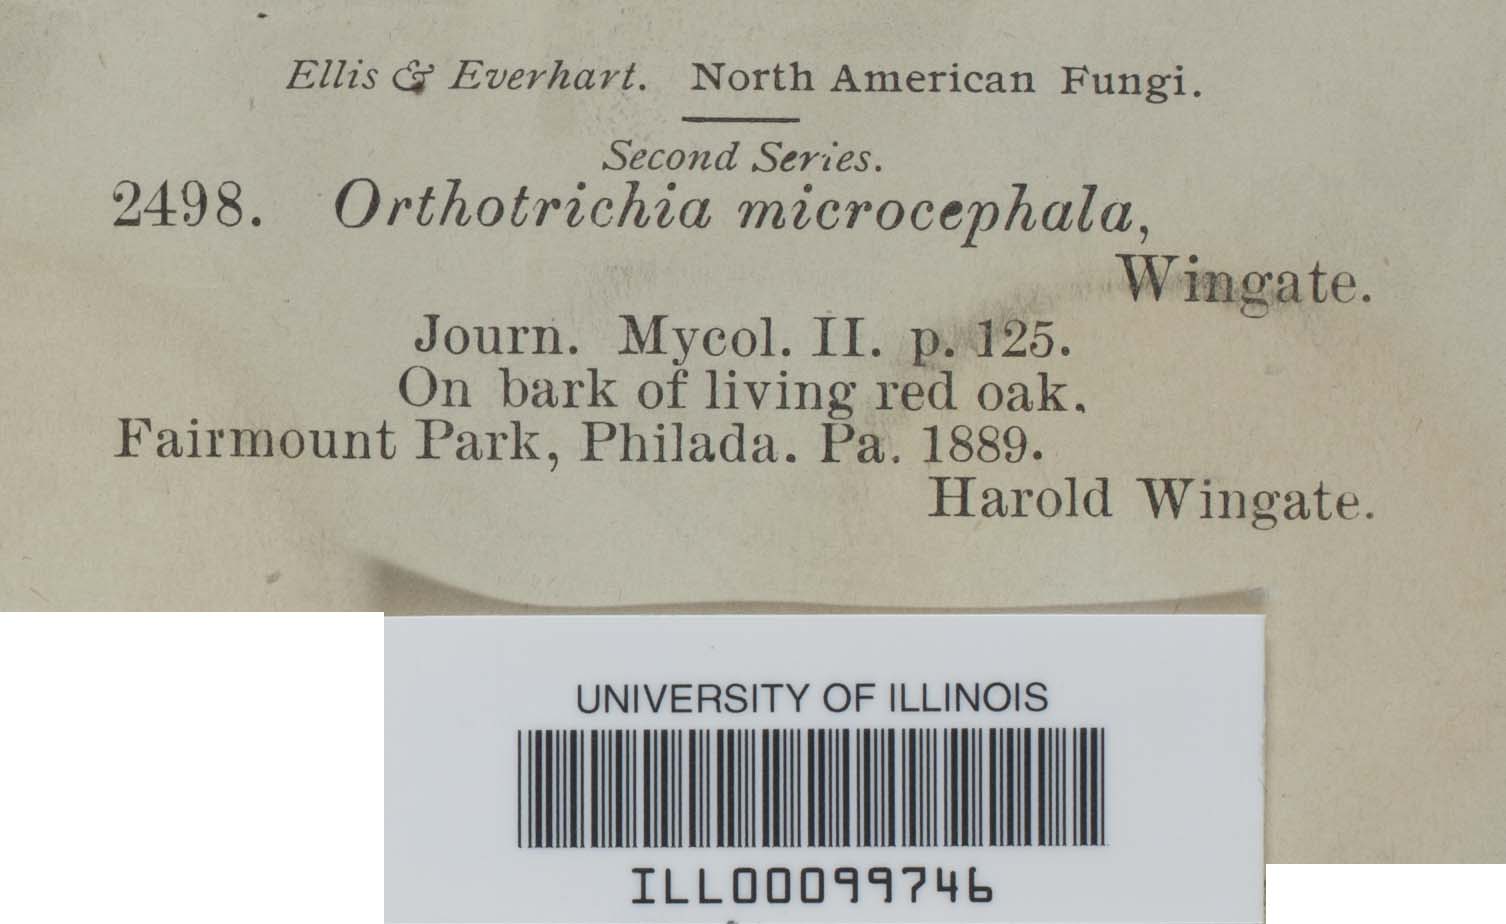 Ellis & Everhart. North American Fungi.
Second Series.
2498. Orthotrichia microcephala,
Wingate.
Journ. Mycol. II. p. 125.
On bark of living red oak.
Fairmount Park, Philada. Pa. 1889.
Harold Wingate.
UNIVERSITY OF ILLINOIS
ILL00099746